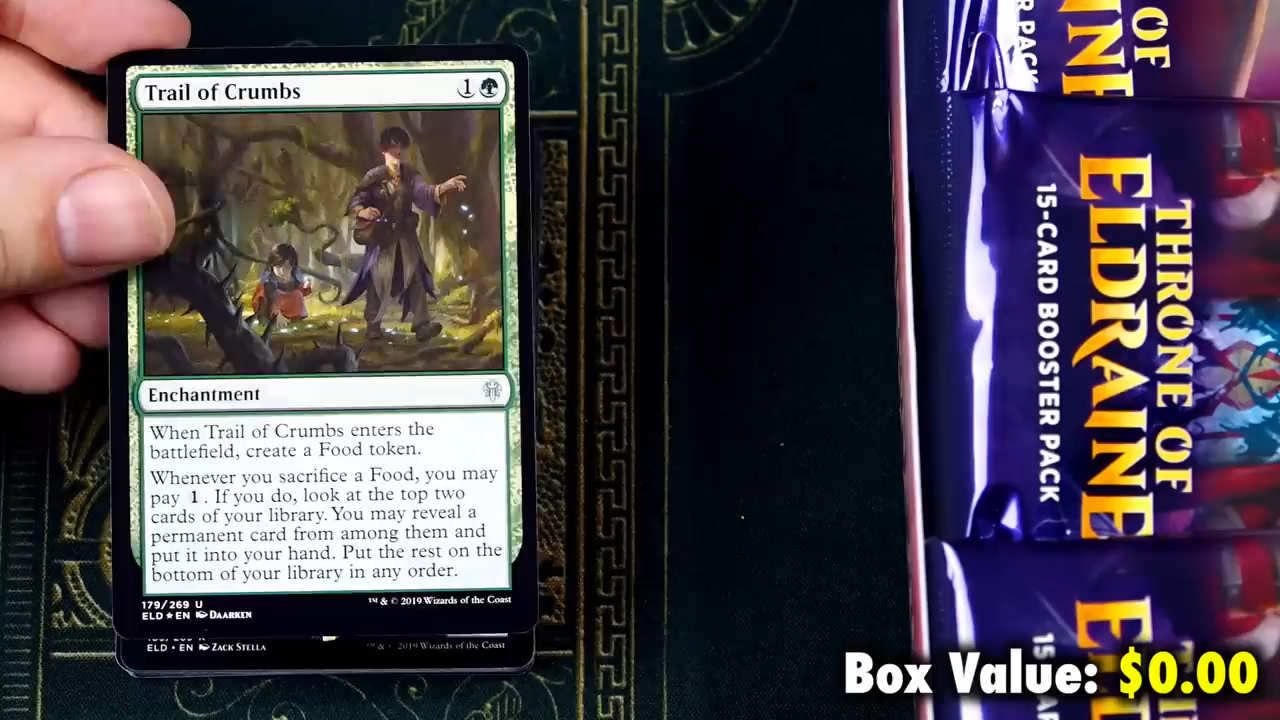 Trail of Crumbs 1
Enchantment
When Trail of Crumbs enters the
battlefield, create a Food token.
Whenever you sacrifice a Food, you may
pay 1. If you do, look at the top two
cards of your library. You may reveal a
permanent card from among them and
put it into your hand. Put the rest on the
bottom of your library in any order.
179/269 U
ELD ★ EN DAARKEN
™ & © 2019 Wizards of the Coast
ELD • EN ZACK STELLA
™ & © 2019 Wizards of the Coast
R PACK
OF
THRONE OF
ELDRAINE
15-CARD BOOSTER PACK
Box Value: $0.00